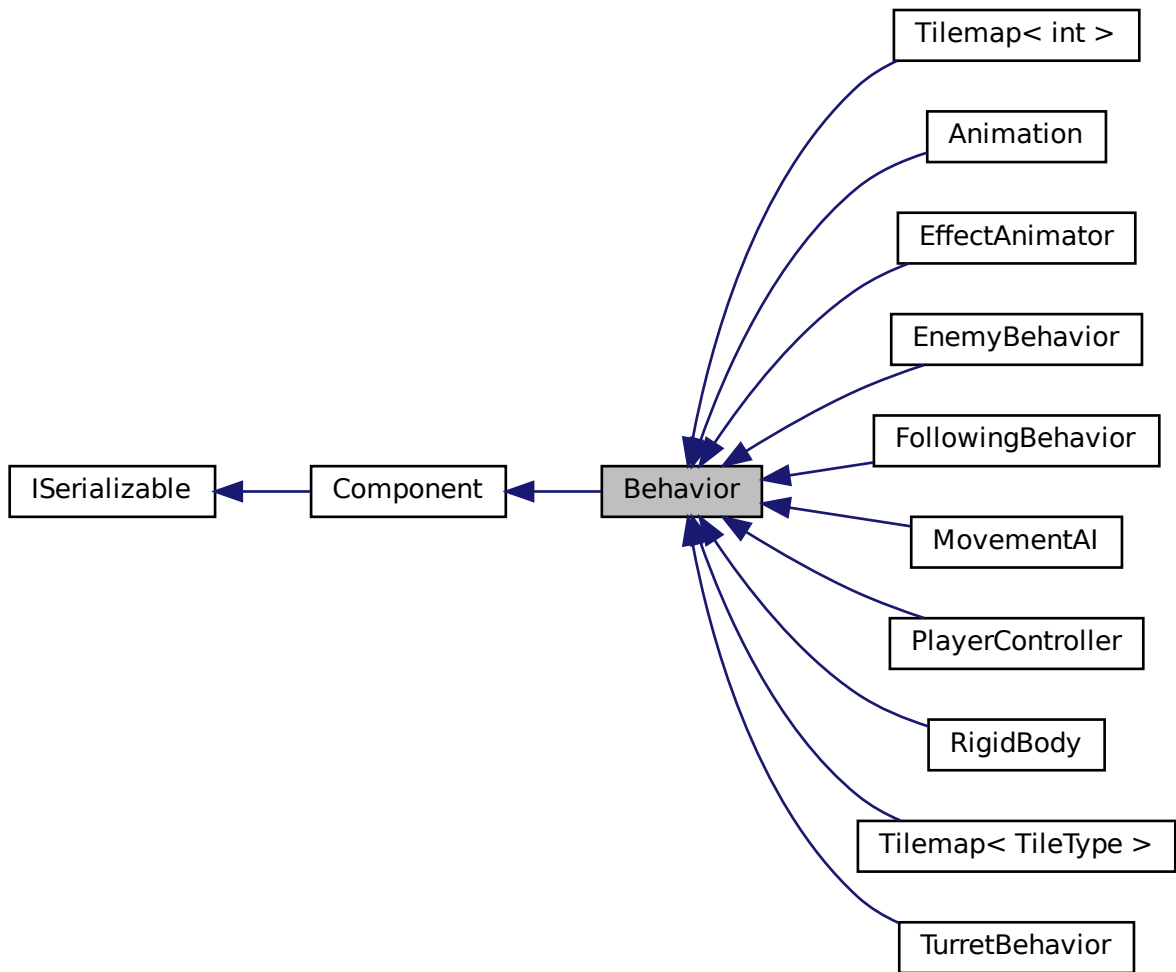 Tilemap< int >
Animation
EffectAnimator
EnemyBehavior
FollowingBehavior
ISerializable
Component
Behavior
MovementAI
PlayerController
RigidBody
Tilemap< TileType >
TurretBehavior